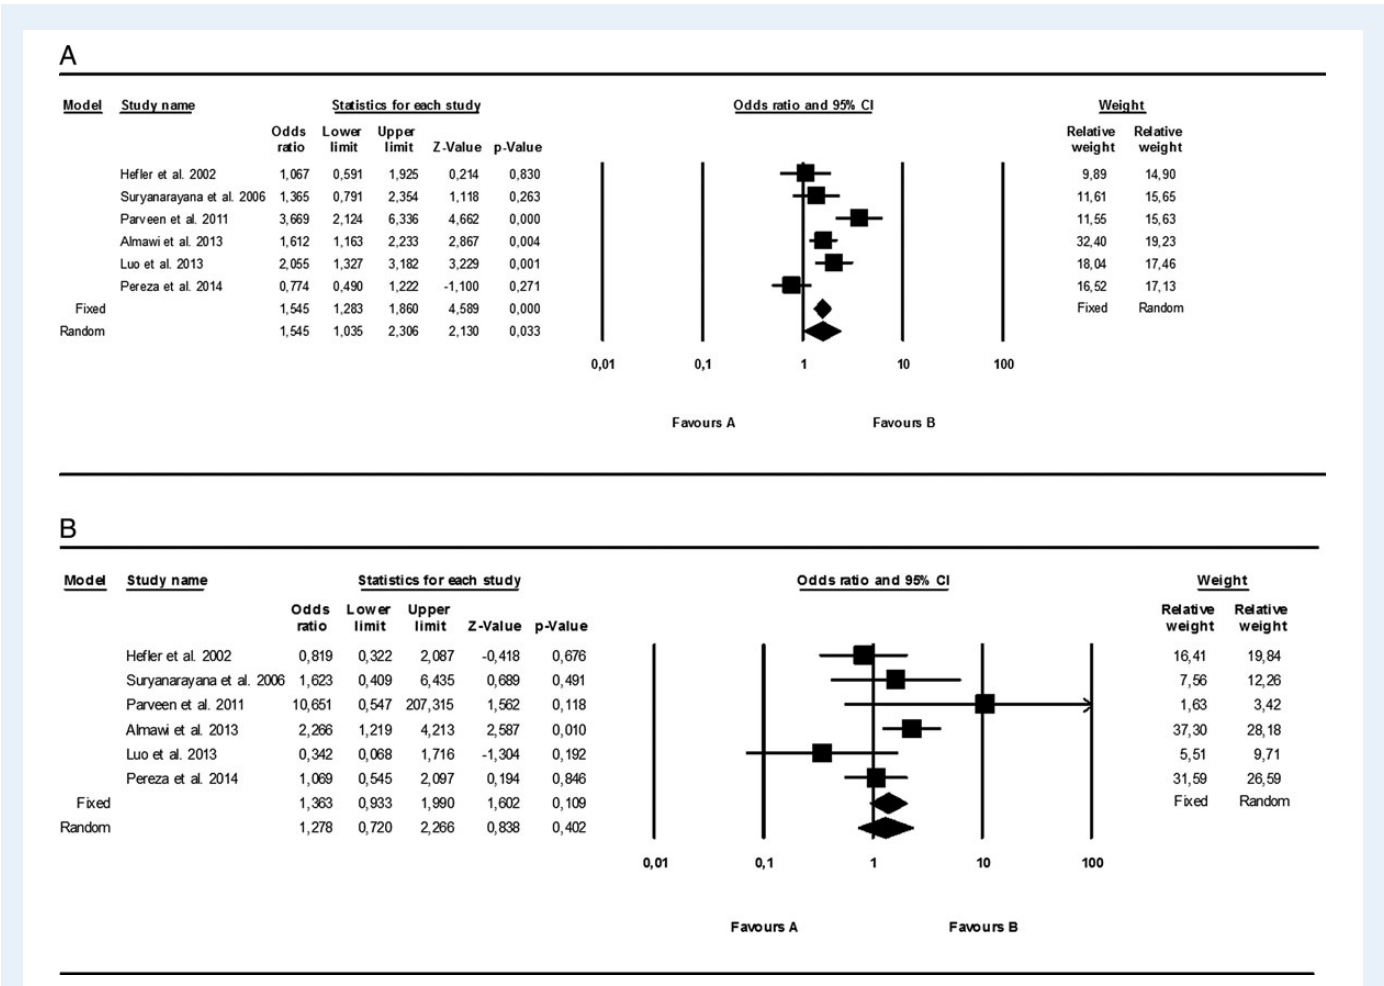 A
Model Study name Statistics for each study Odds ratio and 95% CI Weight
Odds Lower Upper Relative Relative
ratio limit limit Z-Value p-Value weight weight
Hefler et al. 2002 1,067 0,591 1,925 0,214 0,830 9,89 14,90
Suryanarayana et al. 2006 1,365 0,791 2,354 1,118 0,263 11,61 15,65
Parveen et al. 2011 3,669 2,124 6,336 4,662 0,000 11,55 15,63
Almawi et al. 2013 1,612 1,163 2,233 2,867 0,004 32,40 19,23
Luo et al. 2013 2,055 1,327 3,182 3,229 0,001 18,04 17,46
Pereza et al. 2014 0,774 0,490 1,222 -1,100 0,271 16,52 17,13
Fixed 1,545 1,283 1,860 4,589 0,000 Fixed Random
Random 1,545 1,035 2,306 2,130 0,033
0,01 0,1 1 10 100
Favours A Favours B
B
Model Study name Statistics for each study Odds ratio and 95% CI Weight
Odds Lower Upper Relative Relative
ratio limit limit Z-Value p-Value weight weight
Hefler et al. 2002 0,819 0,322 2,087 -0,418 0,676 16,41 19,84
Suryanarayana et al. 2006 1,623 0,409 6,435 0,689 0,491 7,56 12,26
Parveen et al. 2011 10,651 0,547 207,315 1,562 0,118 1,63 3,42
Almawi et al. 2013 2,266 1,219 4,213 2,587 0,010 37,30 28,18
Luo et al. 2013 0,342 0,068 1,716 -1,304 0,192 5,51 9,71
Pereza et al. 2014 1,069 0,545 2,097 0,194 0,846 31,59 26,59
Fixed 1,363 0,933 1,990 1,602 0,109 Fixed Random
Random 1,278 0,720 2,266 0,838 0,402
0,01 0,1 1 10 100
Favours A Favours B